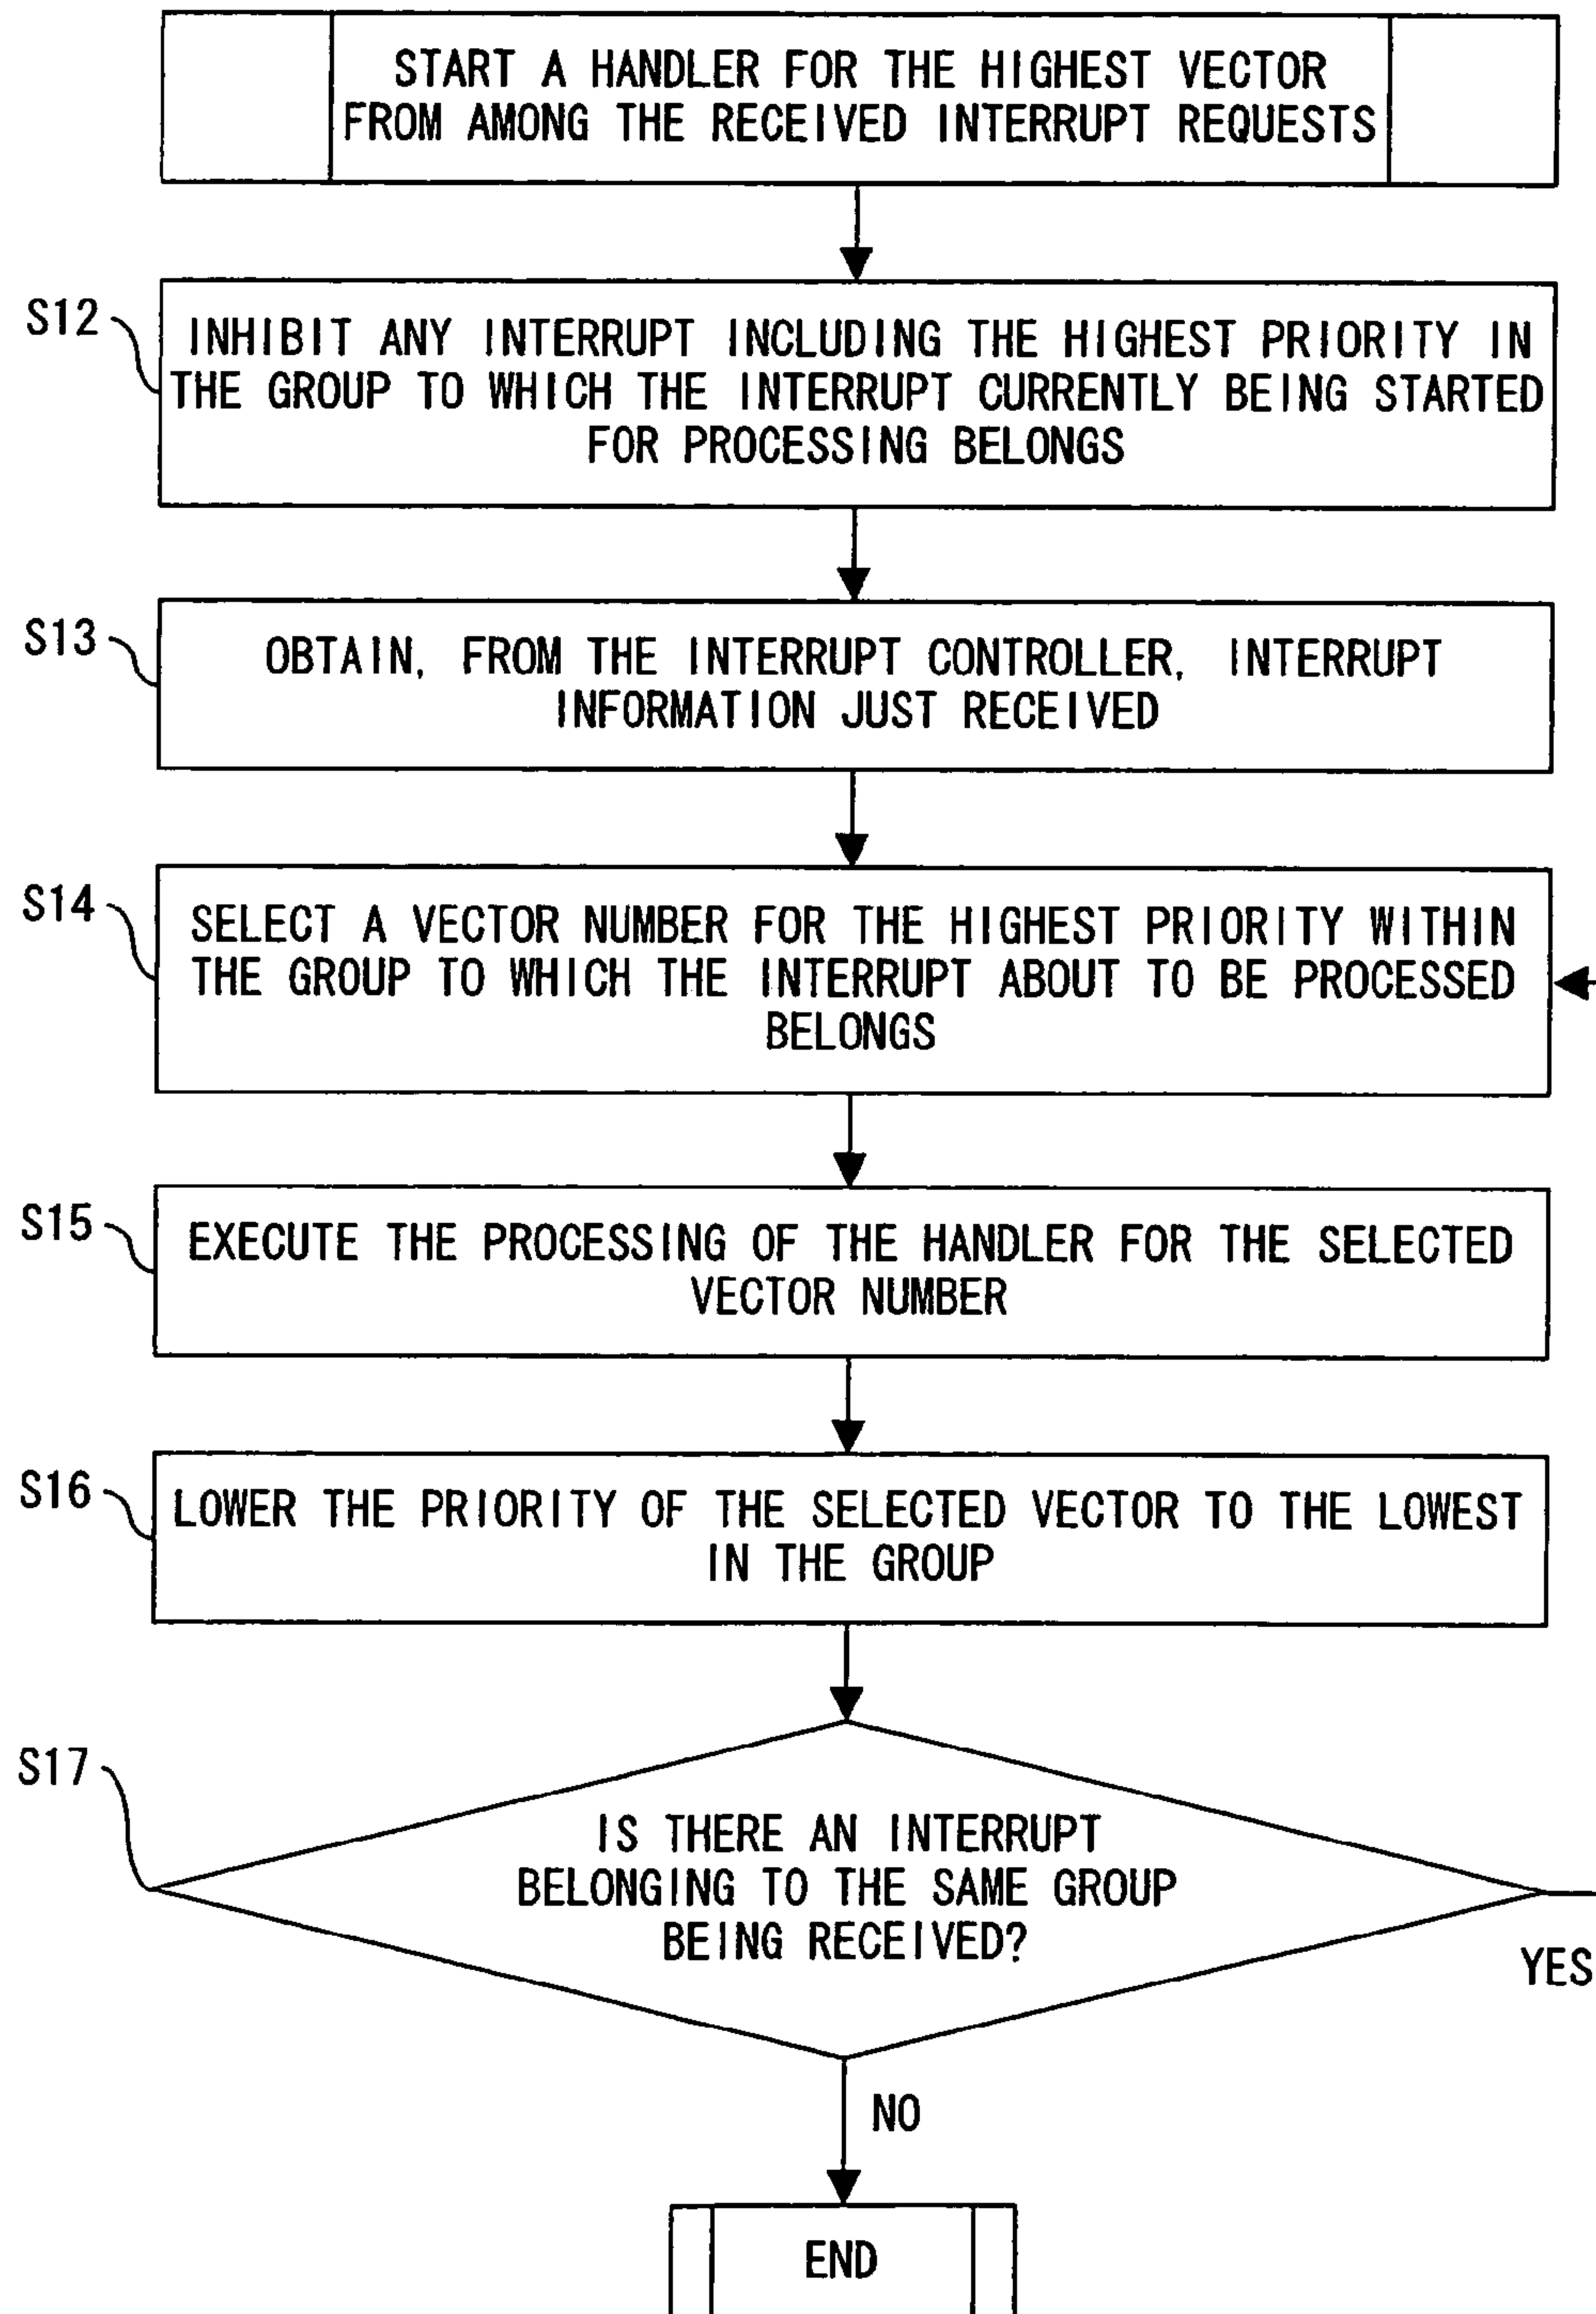 START A HANDLER FOR THE HIGHEST VECTOR
FROM AMONG THE RECEIVED INTERRUPT REQUESTS
S12
INHIBIT ANY INTERRUPT INCLUDING THE HIGHEST PRIORITY IN
THE GROUP TO WHICH THE INTERRUPT CURRENTLY BEING STARTED
FOR PROCESSING BELONGS
S13
OBTAIN, FROM THE INTERRUPT CONTROLLER, INTERRUPT
INFORMATION JUST RECEIVED
S14
SELECT A VECTOR NUMBER FOR THE HIGHEST PRIORITY WITHIN
THE GROUP TO WHICH THE INTERRUPT ABOUT TO BE PROCESSED
BELONGS
S15
EXECUTE THE PROCESSING OF THE HANDLER FOR THE SELECTED
VECTOR NUMBER
S16
LOWER THE PRIORITY OF THE SELECTED VECTOR TO THE LOWEST
IN THE GROUP
S17
IS THERE AN INTERRUPT
BELONGING TO THE SAME GROUP
BEING RECEIVED?
YES
NO
END